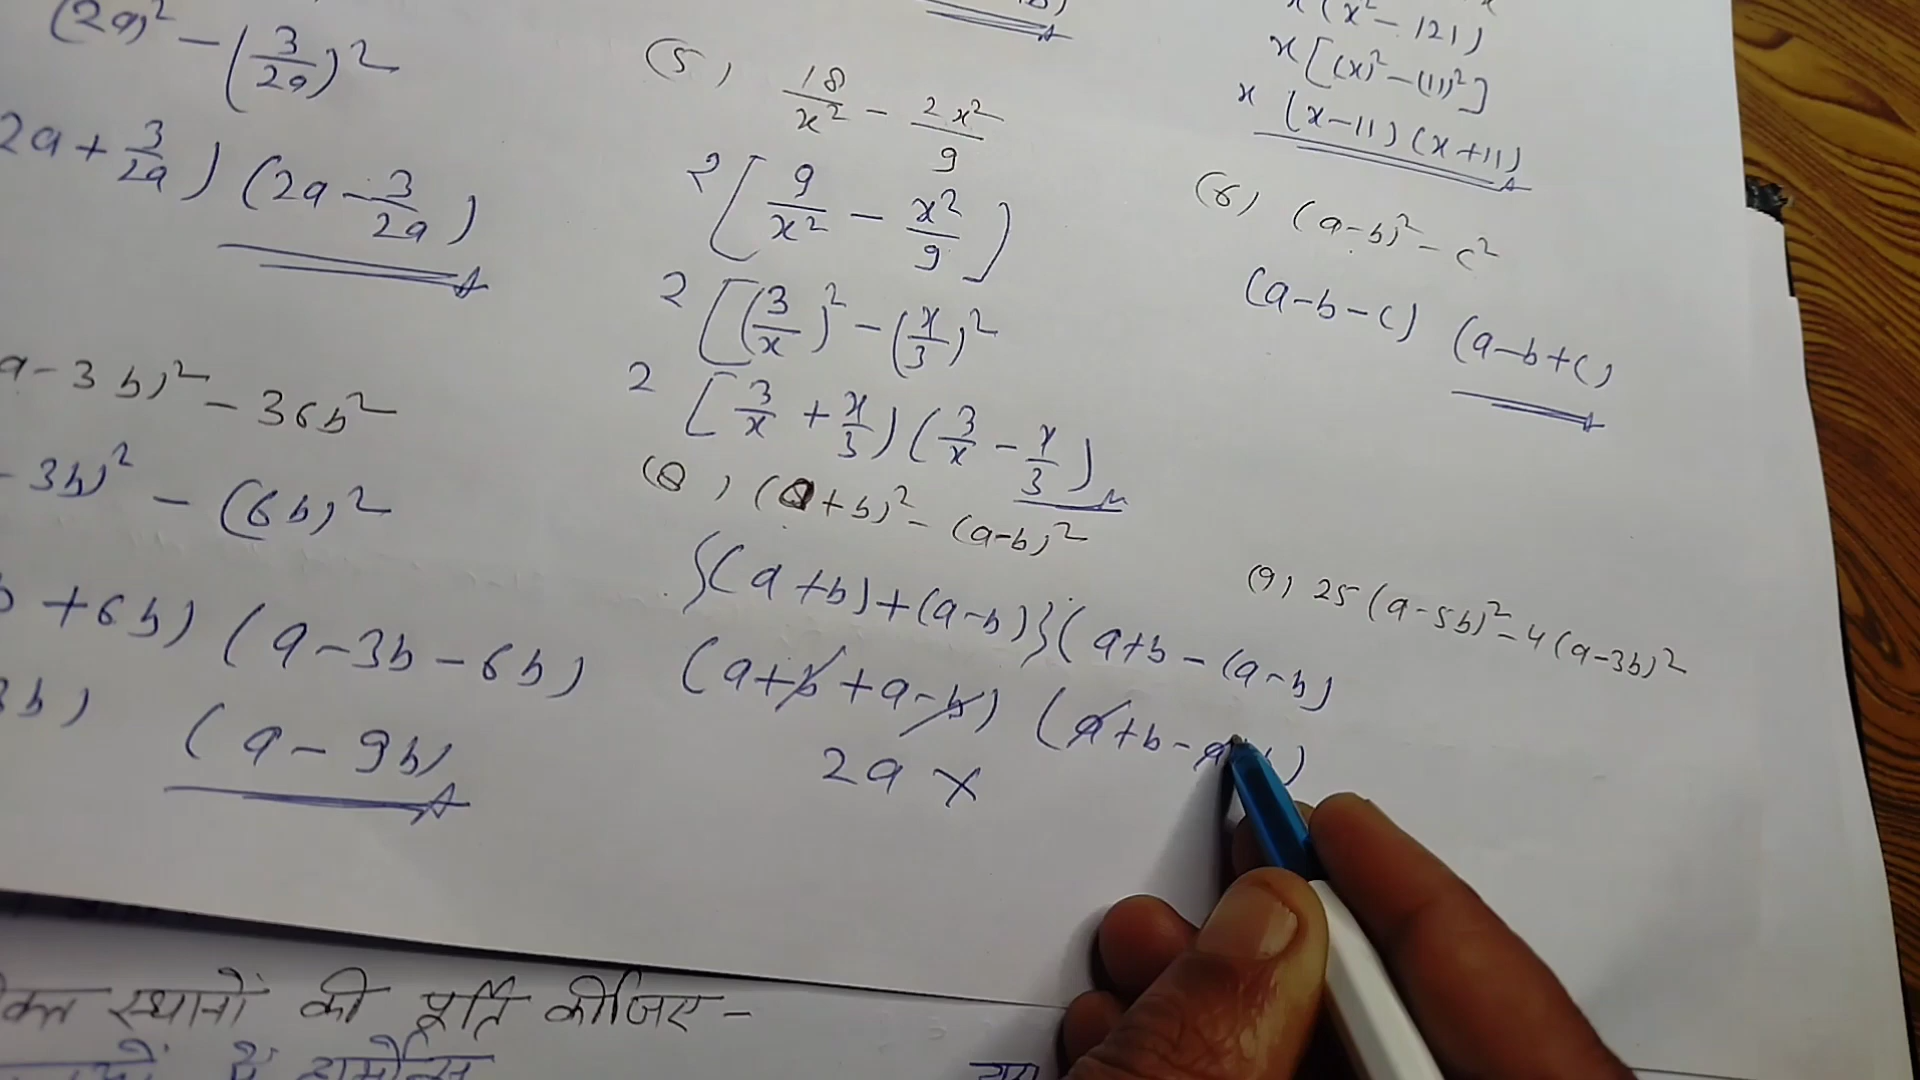 (2a)² - (3/2a)²
2a + 3/2a) (2a - 3/2a)
a - 3b)² - 36b²
- 3b)² - (6b)²
+ 6b) (a - 3b - 6b)
b) (a - 9b)
(5) 18/x² - 2x²/9
2[9/x² - x²/9]
2[(3/x)² - (x/3)²
2[3/x + x/3) (3/x - x/3)
(8) (a+b)² - (a-b)²
{(a+b)+(a-b)}(a+b-(a-b)
(a+b+a-b) (a+b-a
2a ×
x(x² - 121)
x[(x)² - (11)²]
x (x-11) (x+11)
(6) (a-b)² - c²
(a-b-c) (a-b+c)
(9) 25(a-5b)² - 4(a-3b)²
स्थानों की पूर्ति कीजिए -
में हार्मोन्स